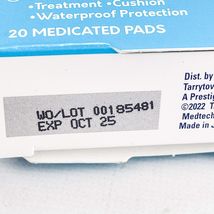 • Treatment • Cushion
• Waterproof Protection
20 MEDICATED PADS
WO/LOT 00185481
EXP OCT 25
Dist. by
Tarrytow
A Prestig
©2022 T
Medtech
Made in